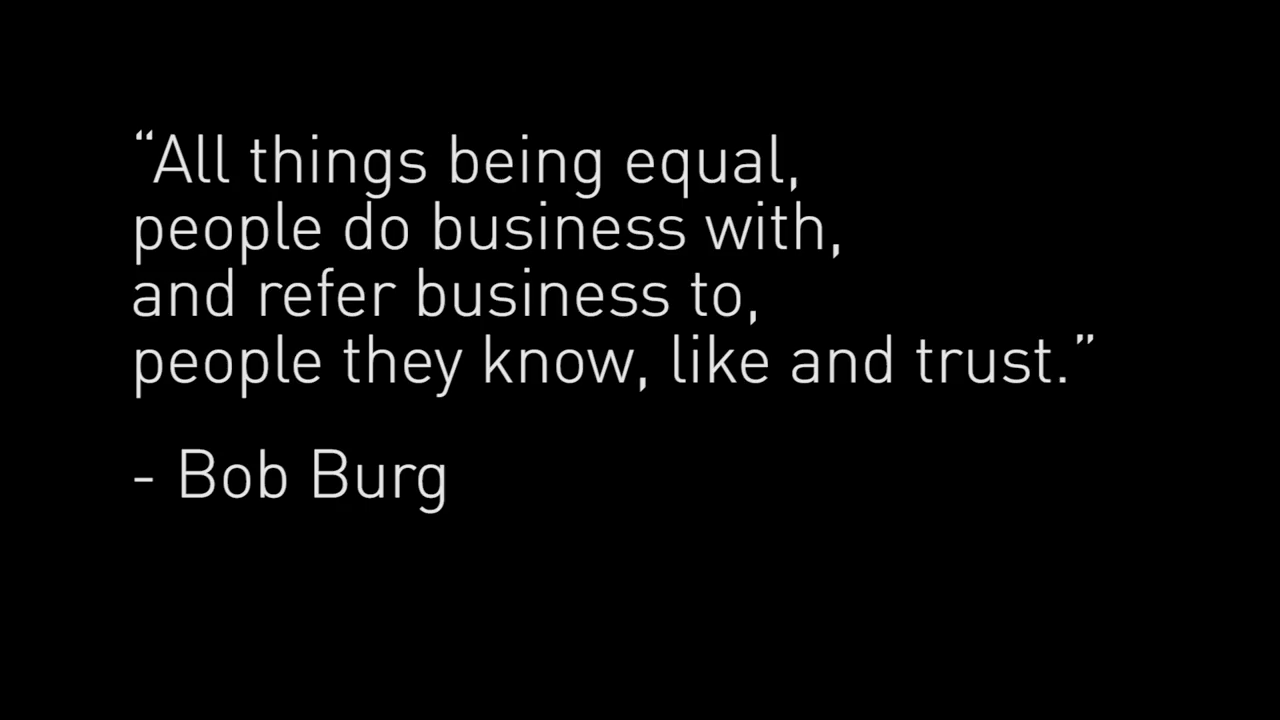 “All things being equal,
people do business with,
and refer business to,
people they know, like and trust.”
- Bob Burg